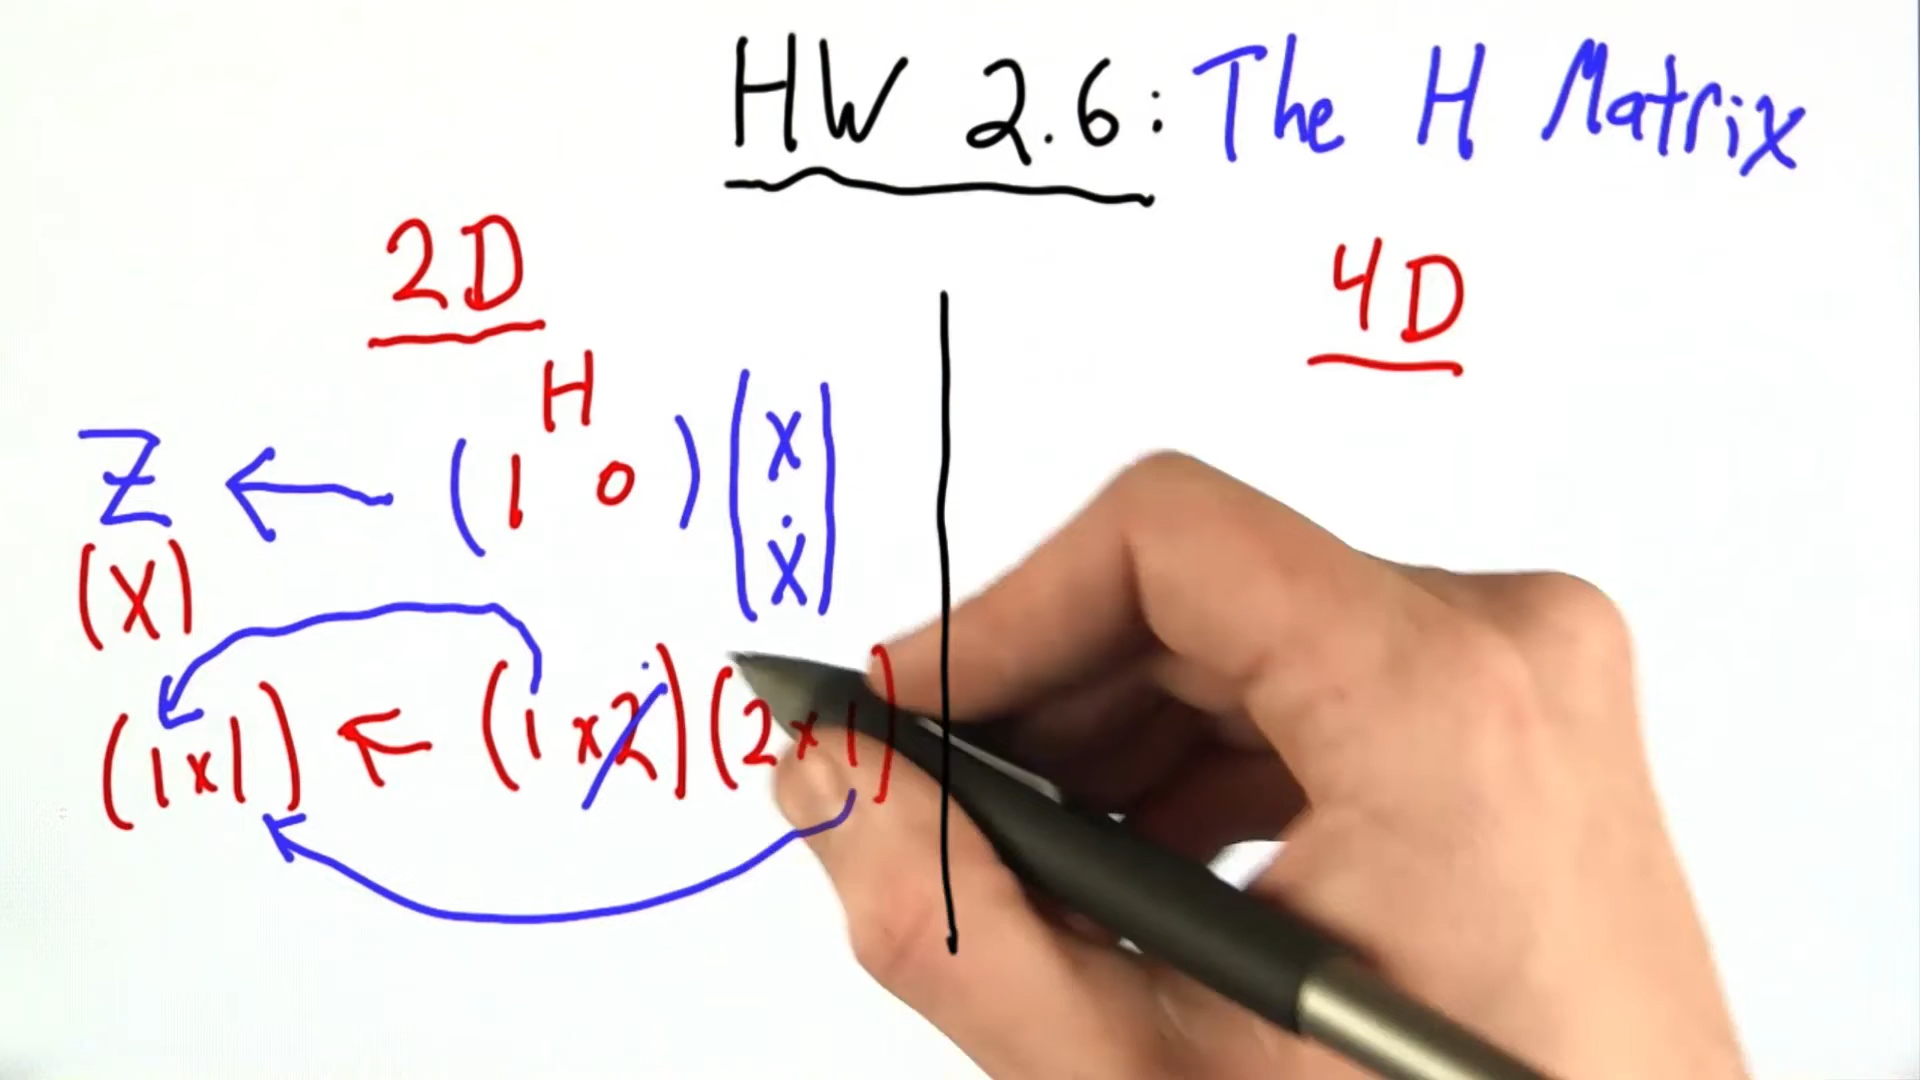 HW 2.6: The H Matrix
2D
4D
H
Z ← ( 1 0 ) ( x ẋ )
(x)
(1x1) ← (1x2)(2x1)